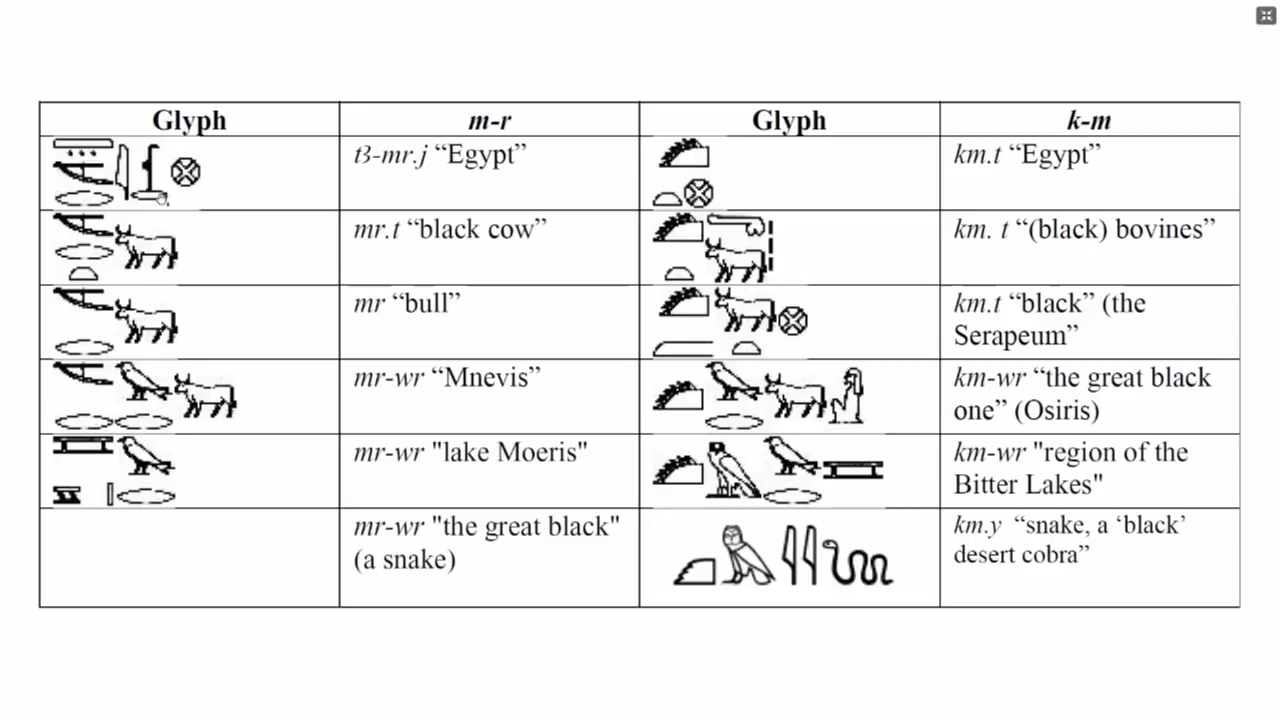 Glyph m-r Glyph k-m
tȝ-mr.j “Egypt” km.t “Egypt”
mr.t “black cow” km. t “(black) bovines”
mr “bull” km.t “black” (the
Serapeum”
mr-wr “Mnevis” km-wr “the great black
one” (Osiris)
mr-wr "lake Moeris" km-wr "region of the
Bitter Lakes"
mr-wr "the great black" km.y “snake, a ‘black’
(a snake) desert cobra”